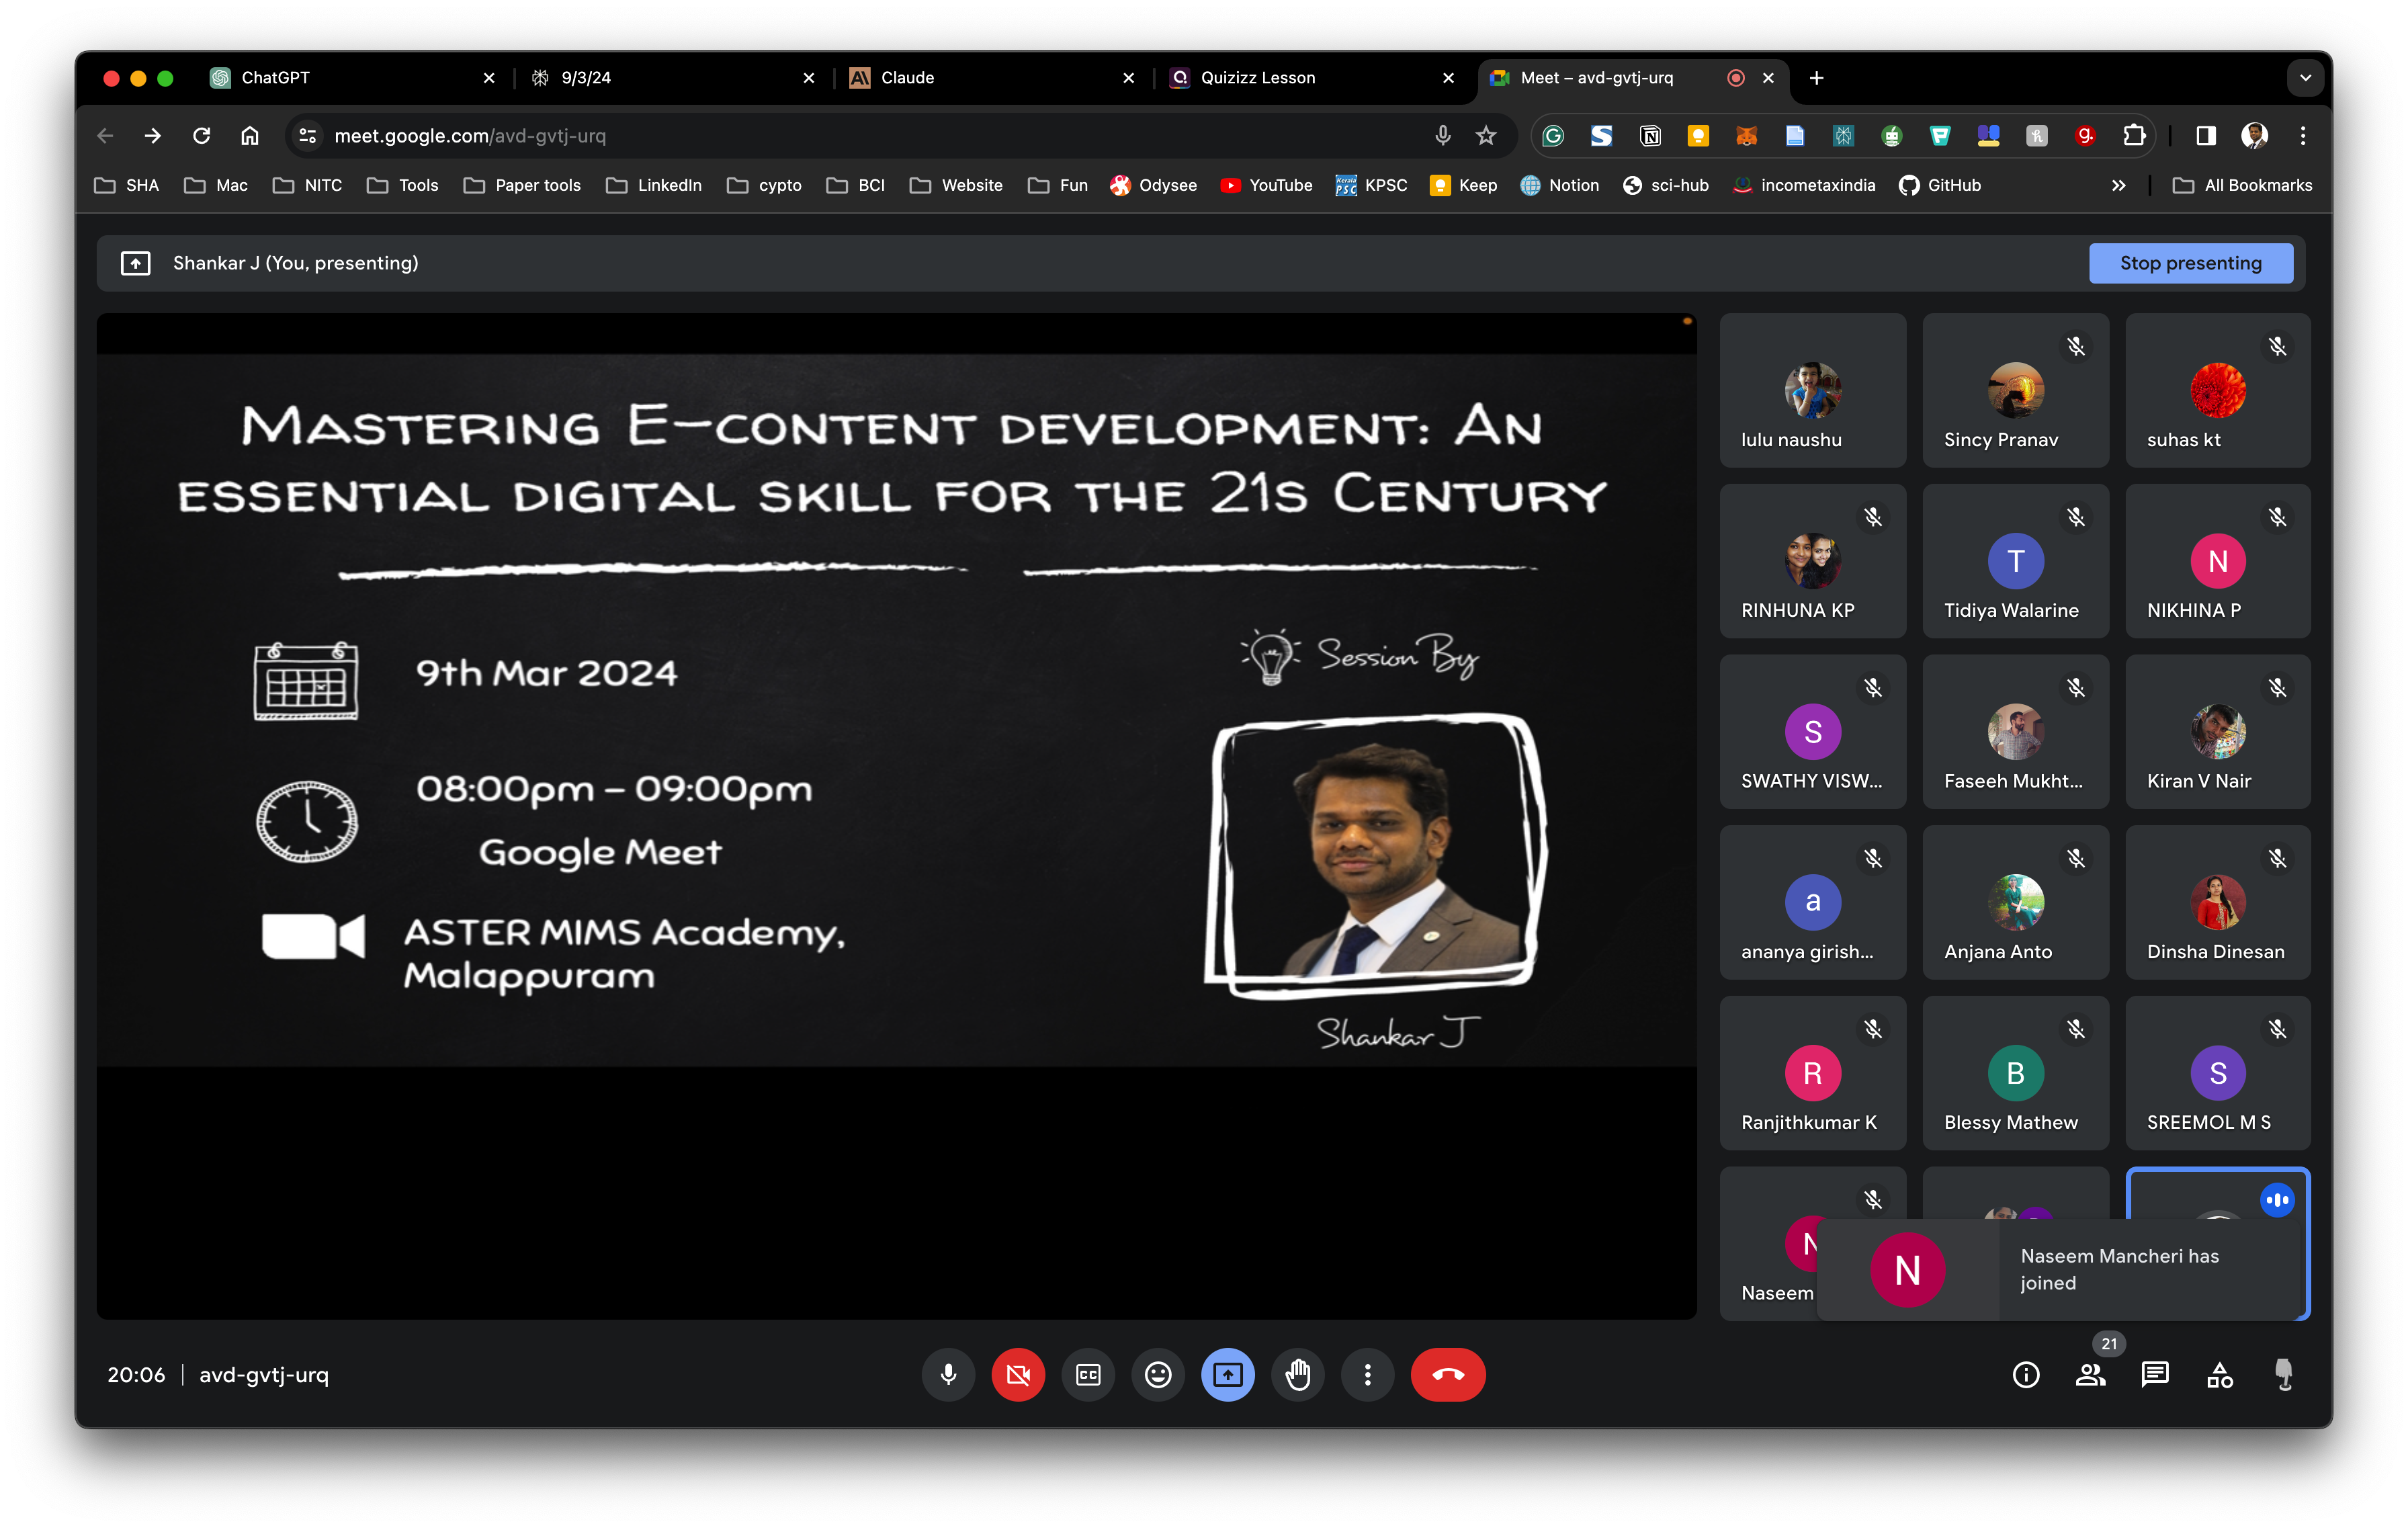 ChatGPT
9/3/24
Claude
Quizizz Lesson
Meet – avd-gvtj-urq
meet.google.com/avd-gvtj-urq
SHA
Mac
NITC
Tools
Paper tools
LinkedIn
cypto
BCI
Website
Fun
Odysee
YouTube
KPSC
Keep
Notion
sci-hub
incometaxindia
GitHub
All Bookmarks
Shankar J (You, presenting)
Stop presenting
Mastering E-content development: An
essential digital skill for the 21s Century
9th Mar 2024
08:00pm – 09:00pm
Google Meet
ASTER MIMS Academy,
Malappuram
Session By
Shankar J
lulu naushu
Sincy Pranav
suhas kt
RINHUNA KP
T
Tidiya Walarine
N
NIKHINA P
S
SWATHY VISW...
Faseeh Mukht...
Kiran V Nair
a
ananya girish...
Anjana Anto
Dinsha Dinesan
R
Ranjithkumar K
B
Blessy Mathew
S
SREEMOL M S
N
Naseem
N
Naseem Mancheri has
joined
20:06
avd-gvtj-urq
CC
21